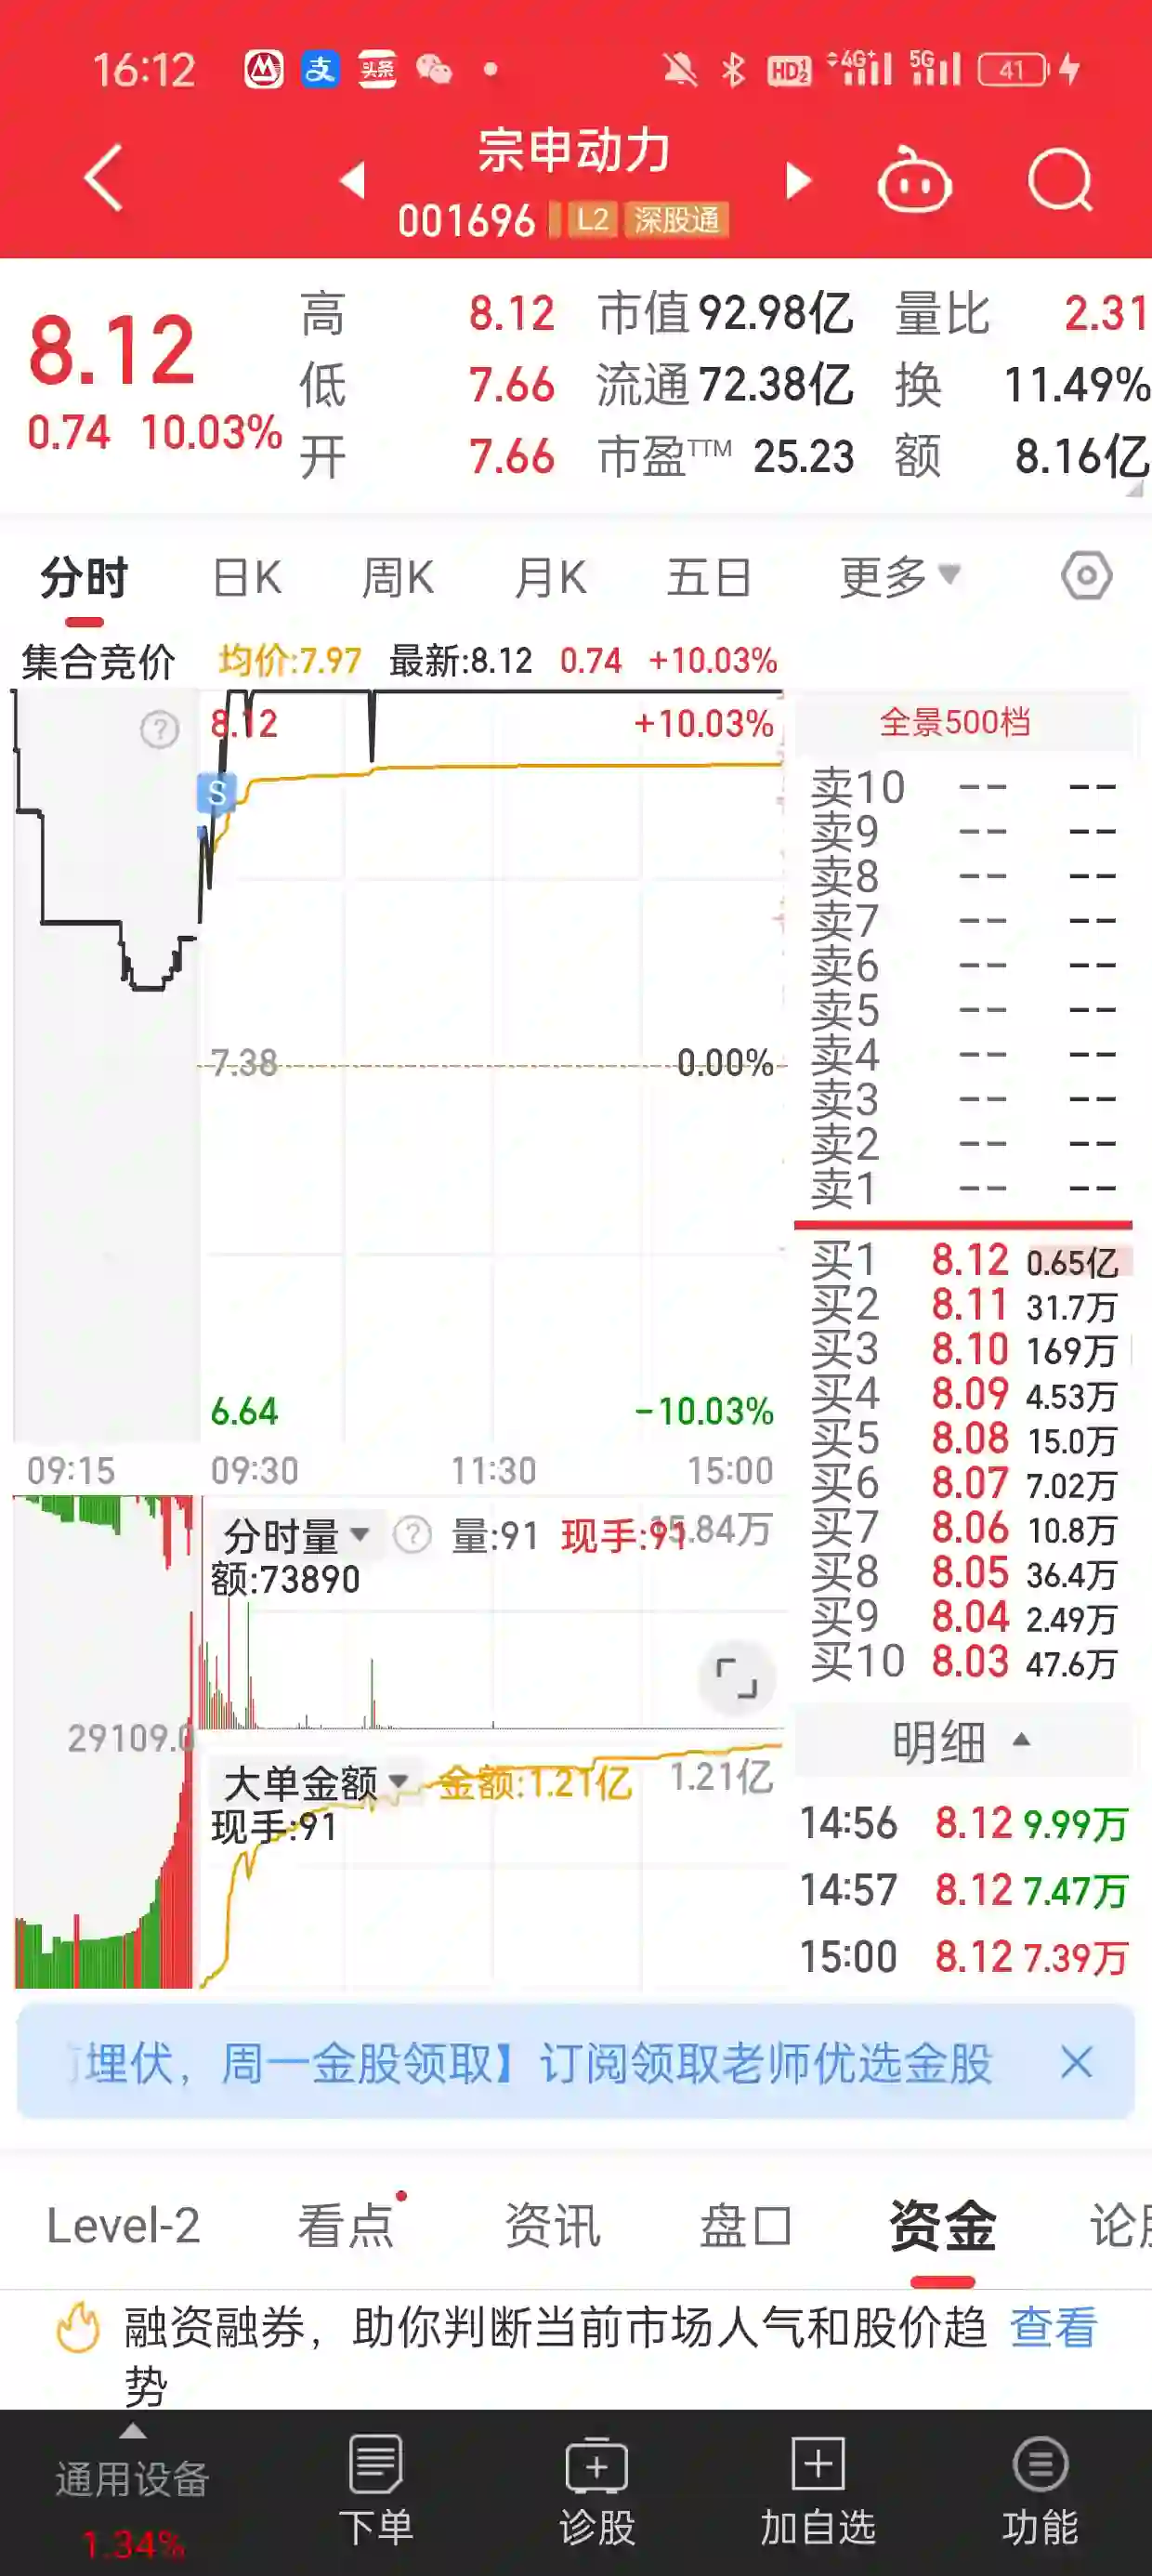 16:12 支 头条 HD1 2 4G+ 5G 41
宗申动力
001696 L2 深股通
8.12
0.74 10.03%
高 8.12 市值 92.98亿 量比 2.31
低 7.66 流通 72.38亿 换 11.49%
开 7.66 市盈TTM 25.23 额 8.16亿
分时 日K 周K 月K 五日 更多
集合竞价 均价:7.97 最新:8.12 0.74 +10.03%
? 8.12 +10.03%
S
7.38 0.00%
6.64 -10.03%
09:15 09:30 11:30 15:00
全景500档
卖10 -- --
卖9 -- --
卖8 -- --
卖7 -- --
卖6 -- --
卖5 -- --
卖4 -- --
卖3 -- --
卖2 -- --
卖1 -- --
买1 8.12 0.65亿
买2 8.11 31.7万
买3 8.10 169万
买4 8.09 4.53万
买5 8.08 15.0万
买6 8.07 7.02万
买7 8.06 10.8万
买8 8.05 36.4万
买9 8.04 2.49万
买10 8.03 47.6万
分时量 ? 量:91 现手:91 5.84万
额:73890
29109.0
大单金额 金额:1.21亿 1.21亿
现手:91
明细
14:56 8.12 9.99万
14:57 8.12 7.47万
15:00 8.12 7.39万
埋伏，周一金股领取】订阅领取老师优选金股
Level-2 看点 资讯 盘口 资金 论
融资融券，助你判断当前市场人气和股价趋 查看
势
通用设备
1.34%
下单 诊股 加自选 功能